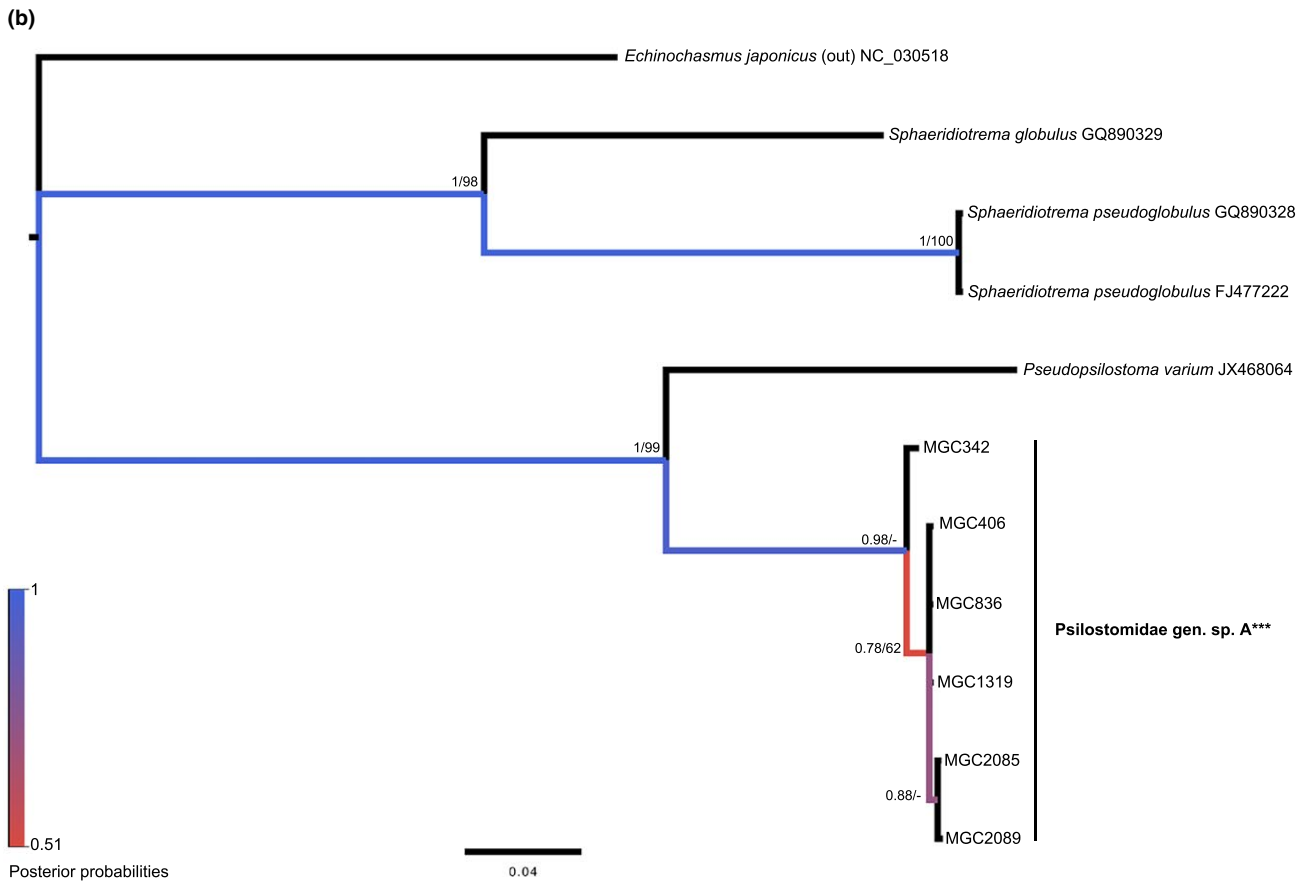 (b)
Echinochasmus japonicus (out) NC_030518
Sphaeridiotrema globulus GQ890329
1/98
Sphaeridiotrema pseudoglobulus GQ890328
1/100
Sphaeridiotrema pseudoglobulus FJ477222
Pseudopsilostoma varium JX468064
1/99
MGC342
MGC406
0.98/-
MGC836
Psilostomidae gen. sp. A***
0.78/62
MGC1319
MGC2085
0.88/-
MGC2089
1
0.51
Posterior probabilities
0.04